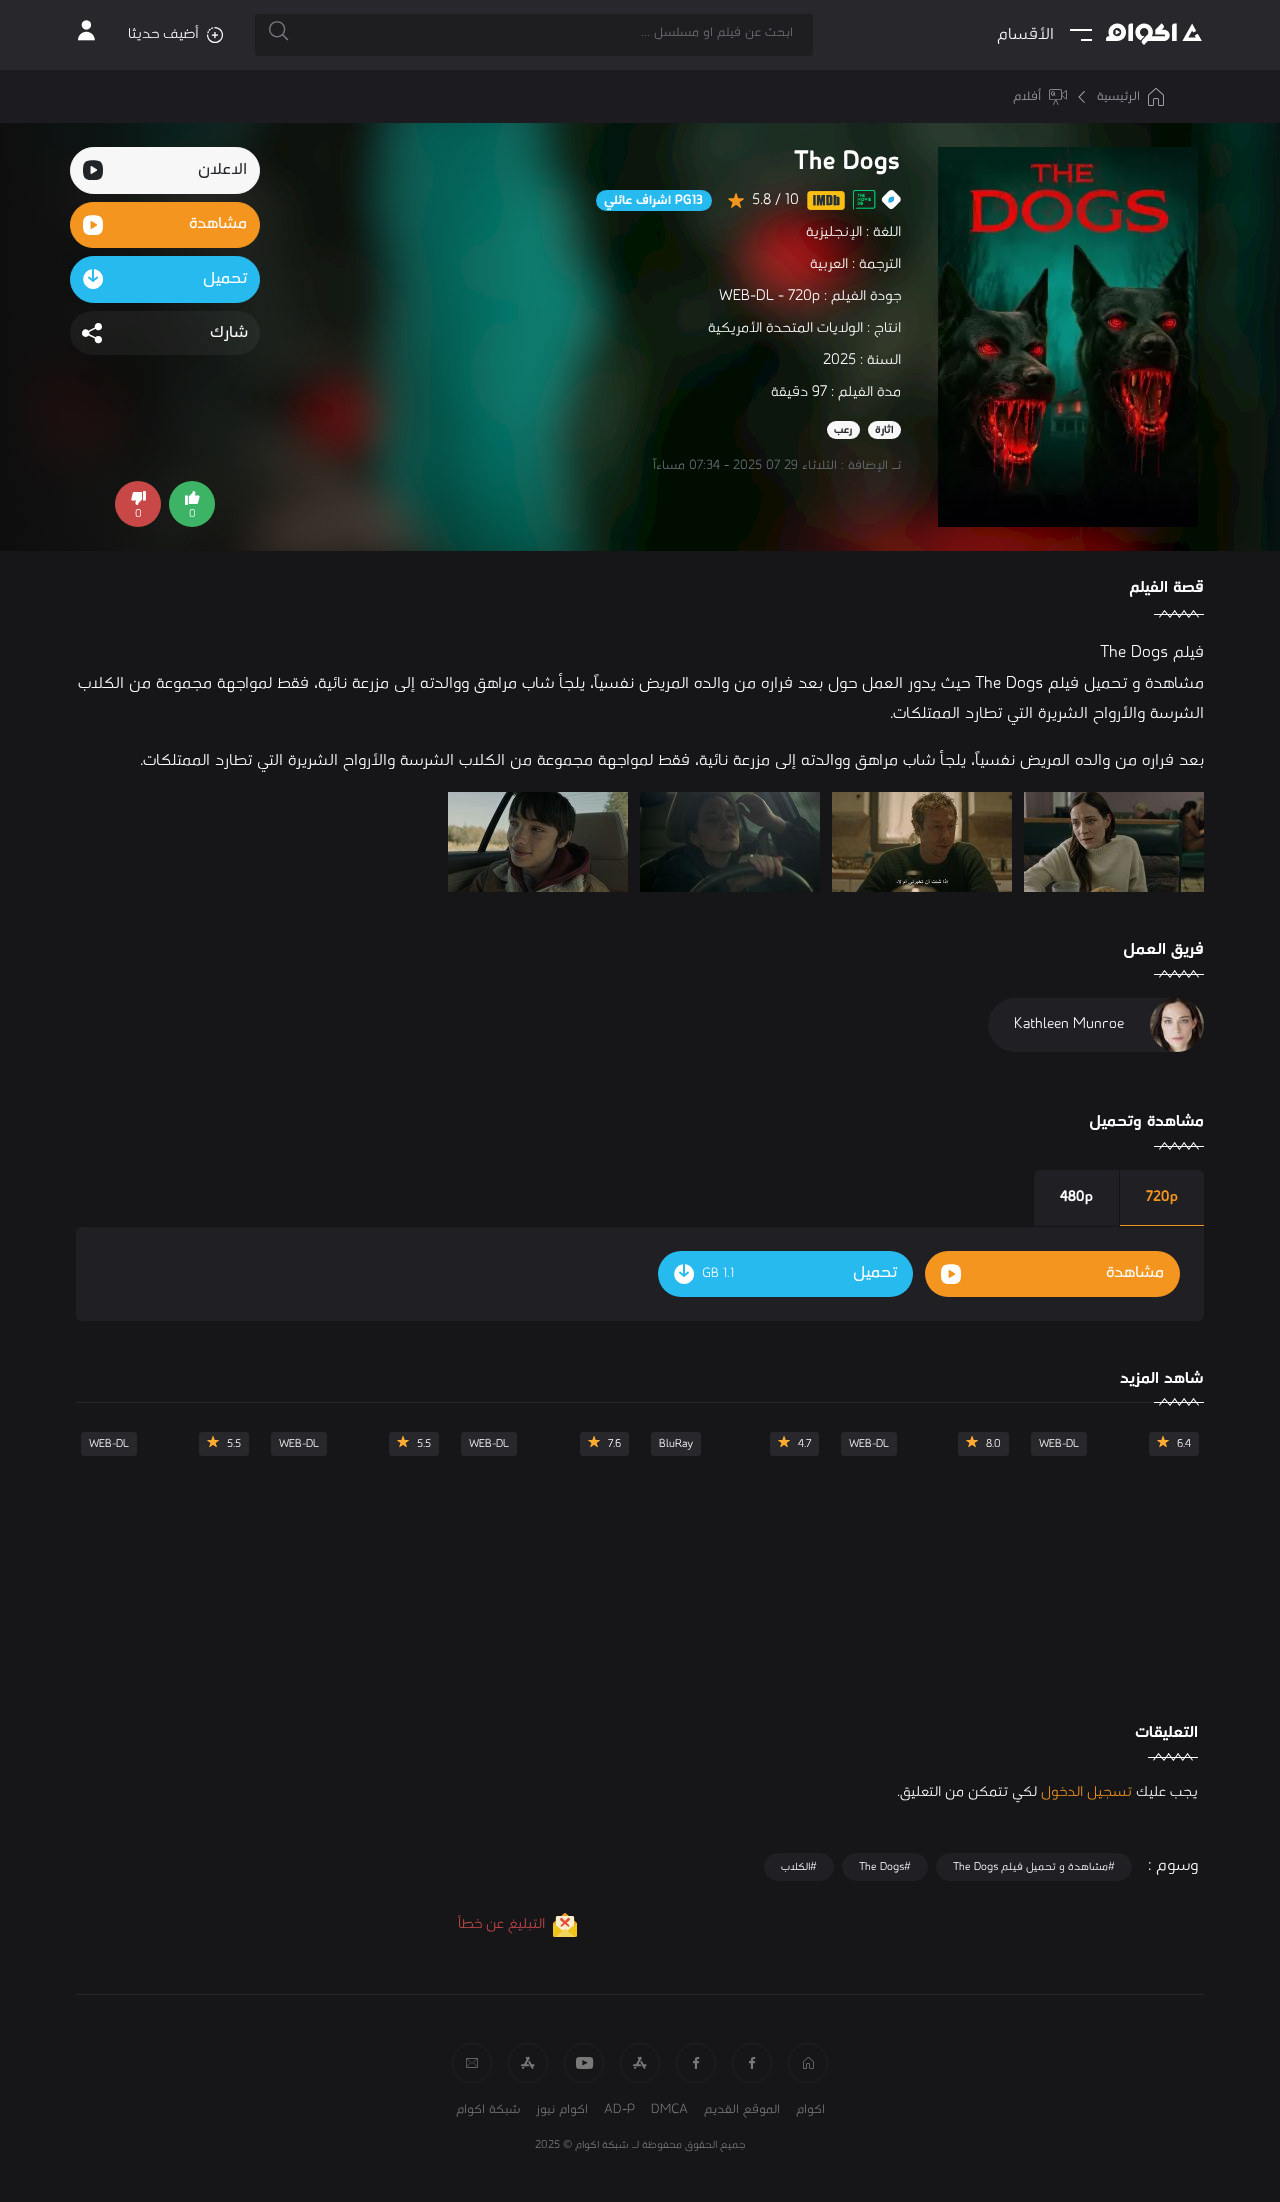 اكوام
الأقسام
ابحث عن فيلم او مسلسل ...
أضيف حديثا
الرئيسية
أفلام
THE
DOGS
The Dogs
10 / 5.8
IMDb
THE MOVIE DB
PG13 اشراف عائلي
اللغة : الإنجليزية
الترجمة : العربية
جودة الفيلم : WEB-DL - 720p
انتاج : الولايات المتحدة الأمريكية
السنة : 2025
مدة الفيلم : 97 دقيقة
اثارة
رعب
تـ الإضافة : الثلاثاء 29 07 2025 - 07:34 مساءاً
الاعلان
مشاهدة
تحميل
شارك
0
0
قصة الفيلم
فيلم The Dogs
مشاهدة و تحميل فيلم The Dogs حيث يدور العمل حول بعد فراره من والده المريض نفسياً، يلجأ شاب مراهق ووالدته إلى مزرعة نائية، فقط لمواجهة مجموعة من الكلاب
الشرسة والأرواح الشريرة التي تطارد الممتلكات.
بعد فراره من والده المريض نفسياً، يلجأ شاب مراهق ووالدته إلى مزرعة نائية، فقط لمواجهة مجموعة من الكلاب الشرسة والأرواح الشريرة التي تطارد الممتلكات.
فريق العمل
Kathleen Munroe
مشاهدة وتحميل
720p
480p
مشاهدة
تحميل
1.1 GB
شاهد المزيد
6.4
WEB-DL
8.0
WEB-DL
4.7
BluRay
7.6
WEB-DL
5.5
WEB-DL
5.5
WEB-DL
التعليقات
يجب عليك تسجيل الدخول لكي تتمكن من التعليق.
وسوم :
#مشاهدة و تحميل فيلم The Dogs
#The Dogs
#الكلاب
التبليغ عن خطأ
اكوام
الموقع القديم
DMCA
AD-P
اكوام نيوز
شبكة اكوام
جميع الحقوق محفوظة لـ شبكة اكوام © 2025